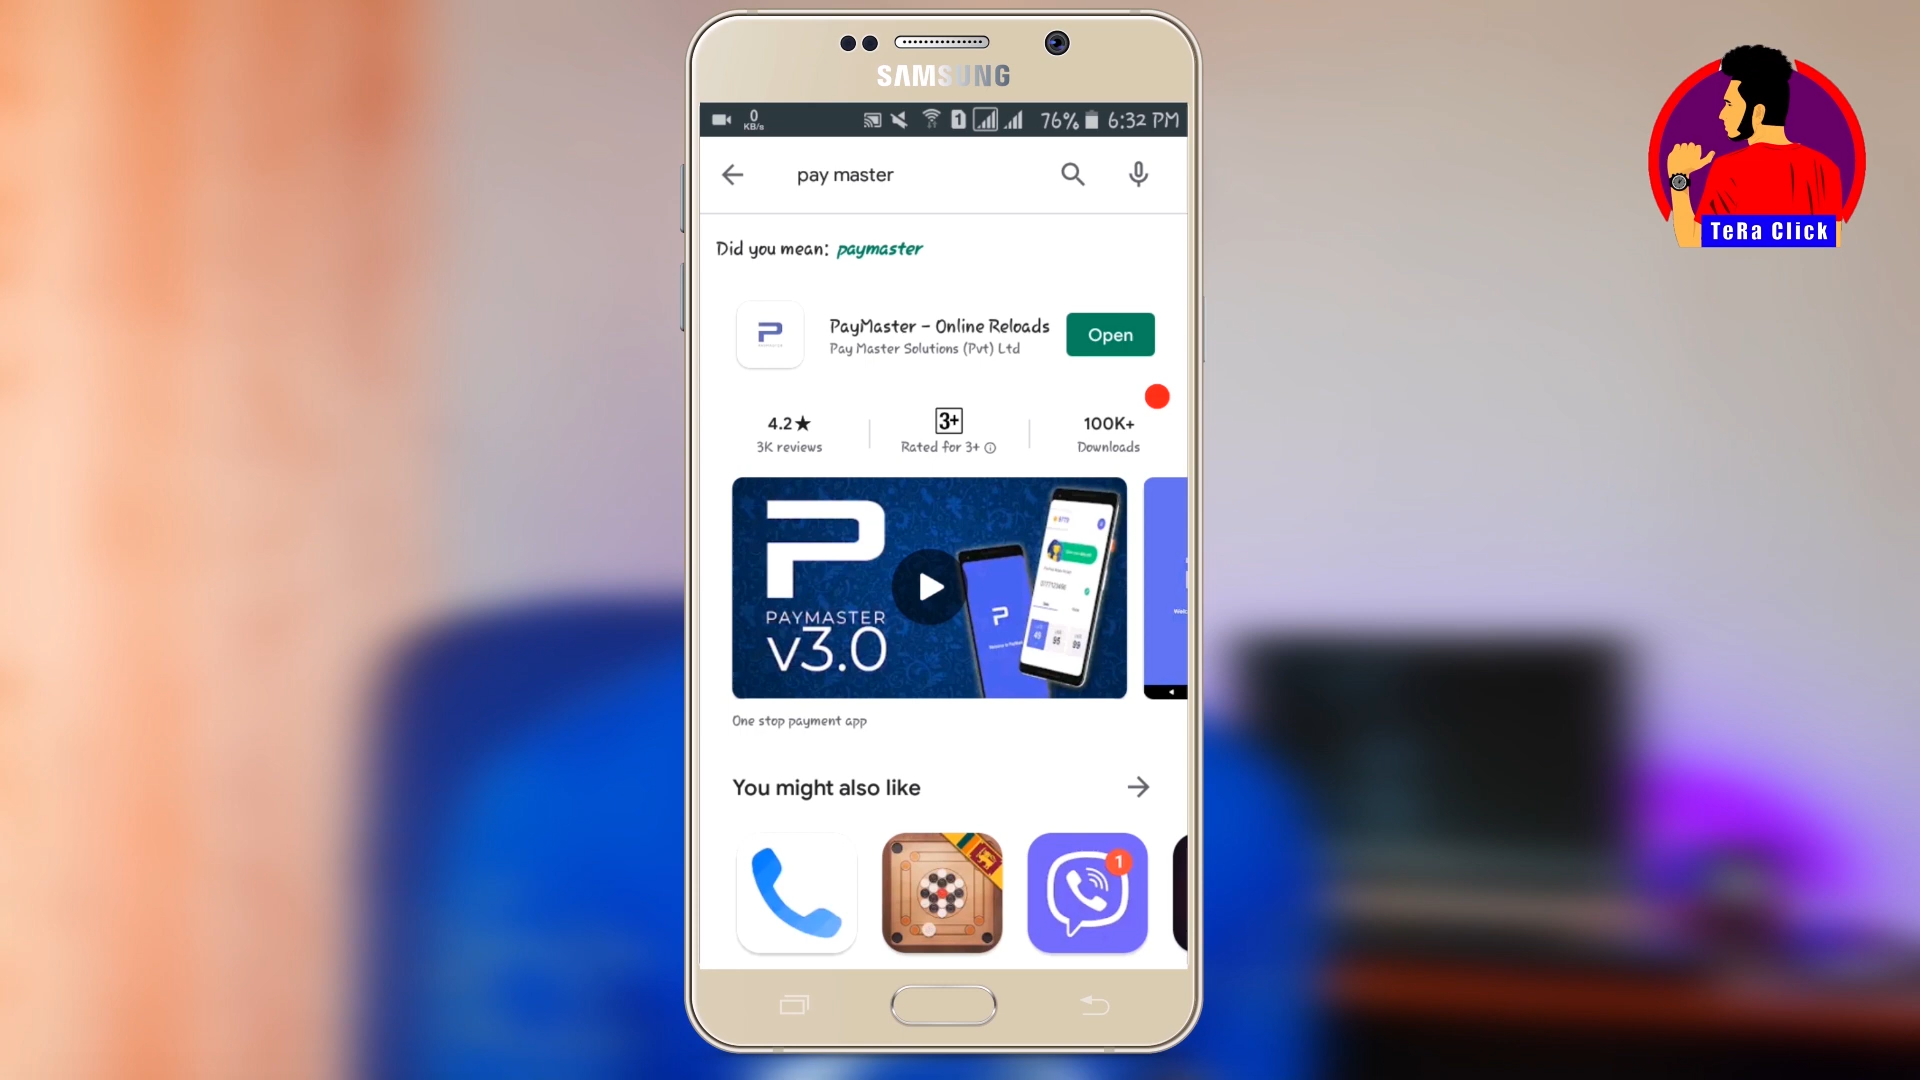 SAMSUNG
0
KB/s
1
76%
6:32 PM
pay master
Did you mean: paymaster
PayMaster - Online Reloads
Pay Master Solutions (Pvt) Ltd
Open
4.2★
3K reviews
3+
Rated for 3+
100K+
Downloads
PAYMASTER
v3.0
One stop payment app
You might also like
1
TeRa Click